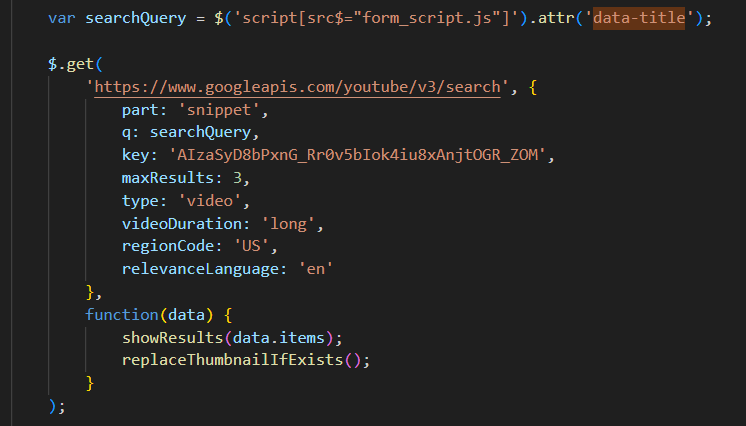 var searchQuery = $('script[src$="form_script.js"]').attr('data-title');
$.get(
'https://www.googleapis.com/youtube/v3/search', {
part: 'snippet',
q: searchQuery,
key: 'AIzaSyD8bPxnG_Rr0v5bIok4iu8xAnjtOGR_ZOM',
maxResults: 3,
type: 'video',
videoDuration: 'long',
regionCode: 'US',
relevanceLanguage: 'en'
},
function(data) {
showResults(data.items);
replaceThumbnailIfExists();
}
);